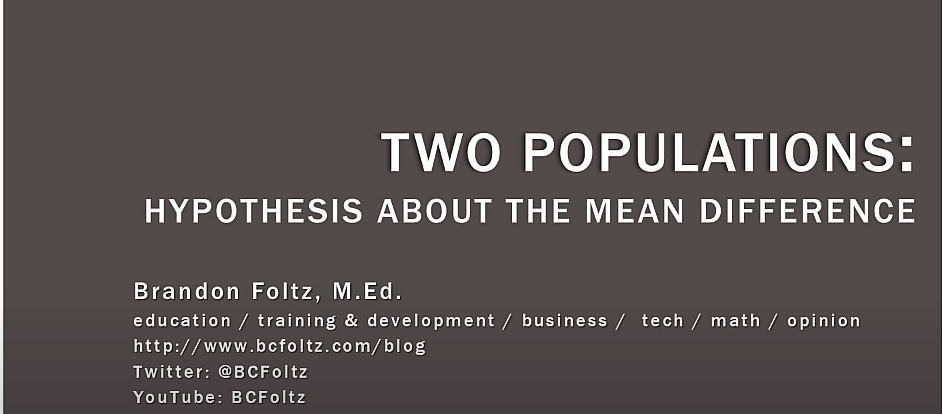 TWO POPULATIONS:
HYPOTHESIS ABOUT THE MEAN DIFFERENCE
Brandon Foltz, M.Ed.
education / training & development / business / tech / math / opinion
http://www.bcfoltz.com/blog
Twitter: @BCFoltz
YouTube: BCFoltz